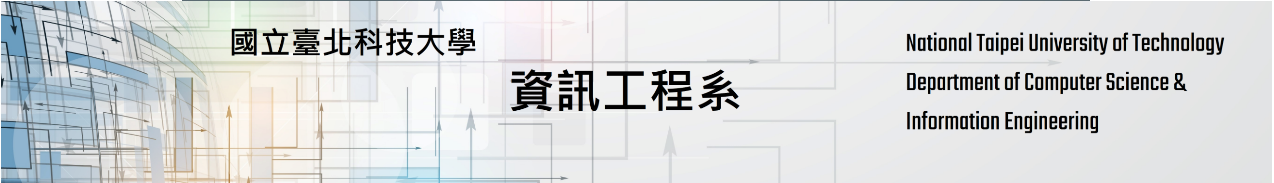 國立臺北科技大學
資訊工程系
National Taipei University of Technology
Department of Computer Science &
Information Engineering